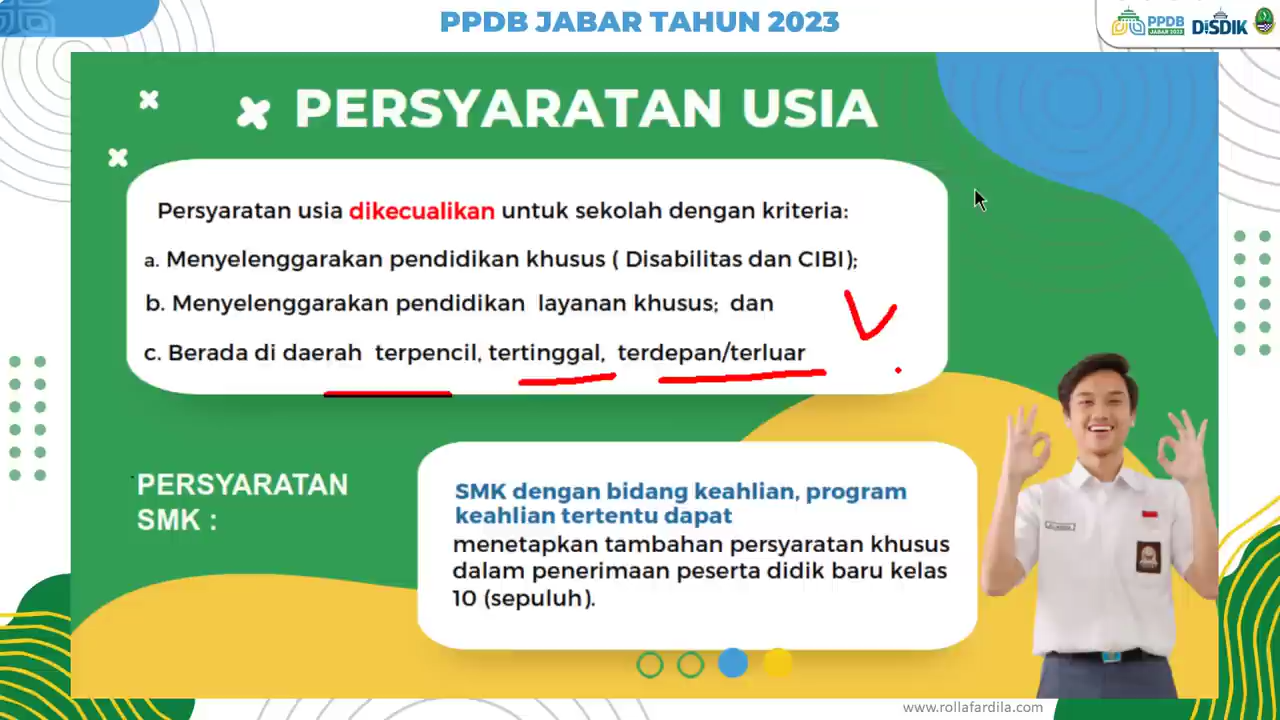 PPDB JABAR TAHUN 2023
PPDB
JABAR 2023
DISDIK
PERSYARATAN USIA
Persyaratan usia dikecualikan untuk sekolah dengan kriteria:
a. Menyelenggarakan pendidikan khusus ( Disabilitas dan CIBI);
b. Menyelenggarakan pendidikan layanan khusus; dan
c. Berada di daerah terpencil, tertinggal, terdepan/terluar
PERSYARATAN
SMK :
SMK dengan bidang keahlian, program
keahlian tertentu dapat
menetapkan tambahan persyaratan khusus
dalam penerimaan peserta didik baru kelas
10 (sepuluh).
www.rollafardila.com